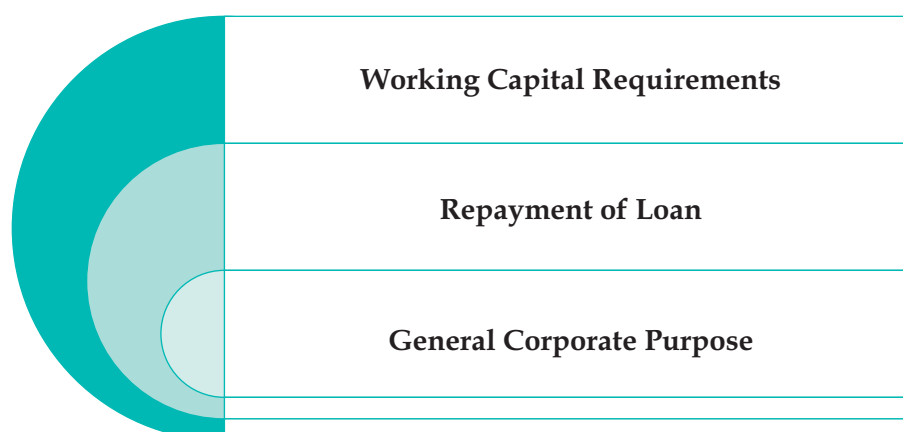 Working Capital Requirements
Repayment of Loan
General Corporate Purpose